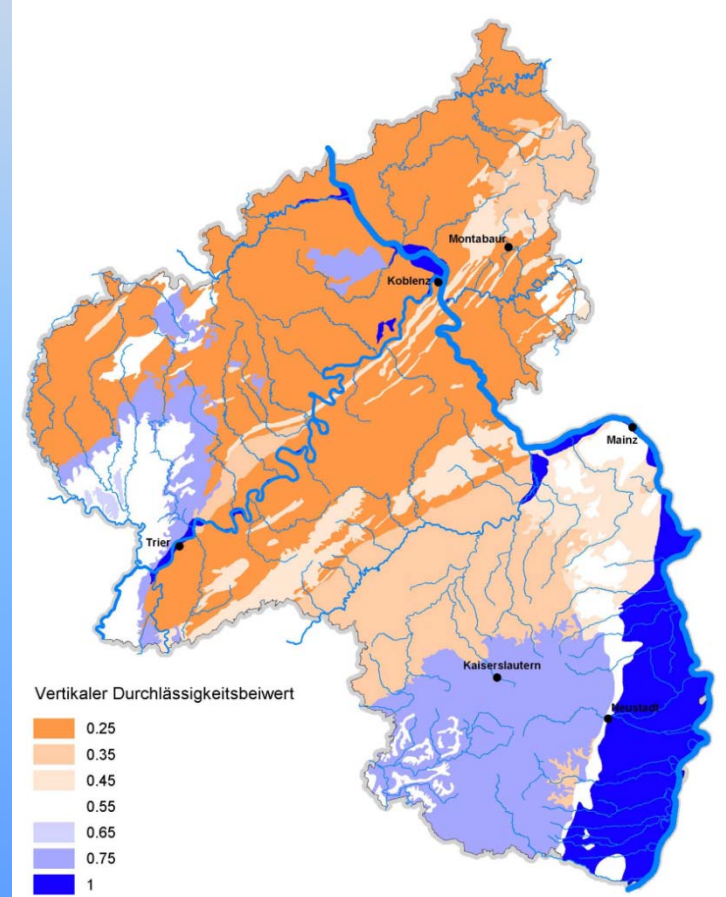 Montabaur
Koblenz
Mainz
Trier
Kaiserslautern
Neustadt
Vertikaler Durchlässigkeitsbeiwert
0.25
0.35
0.45
0.55
0.65
0.75
1